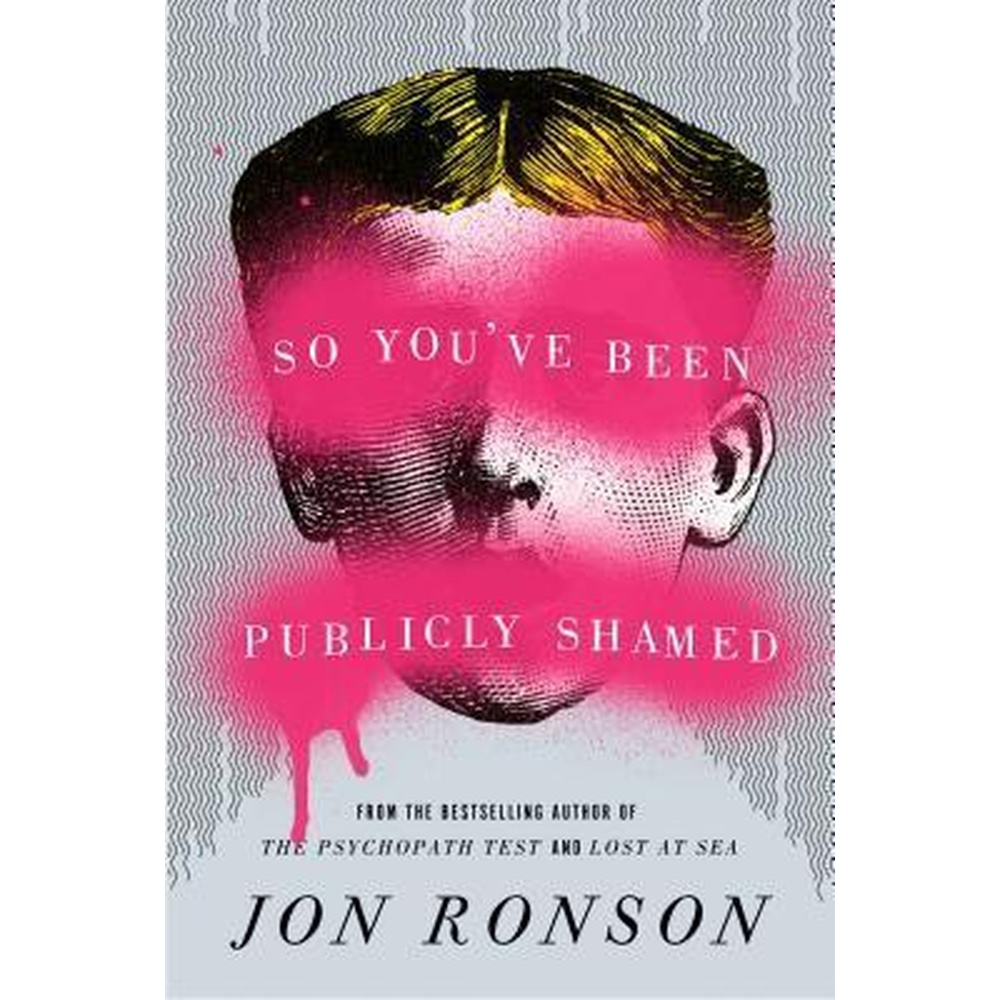 SO YOU'VE BEEN
PUBLICLY SHAMED
FROM THE BESTSELLING AUTHOR OF
THE PSYCHOPATH TEST AND LOST AT SEA
JON RONSON